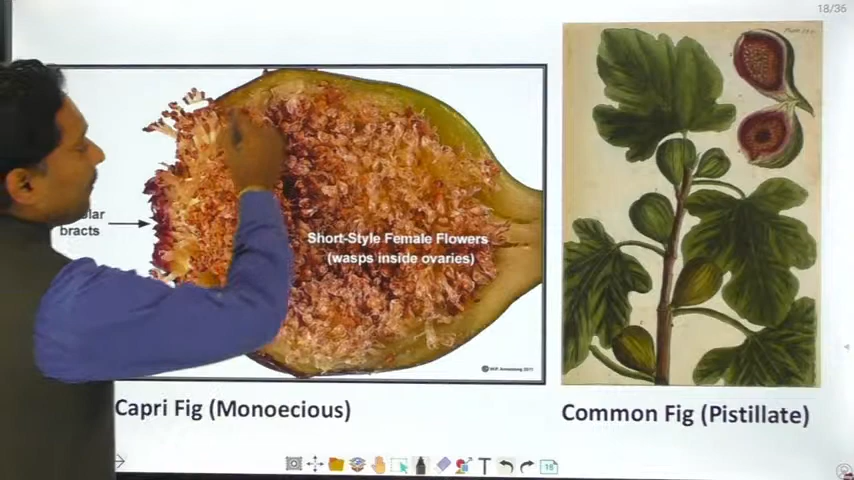 18/36
lar
bracts
Short-Style Female Flowers
(wasps inside ovaries)
Capri Fig (Monoecious)
Common Fig (Pistillate)
T